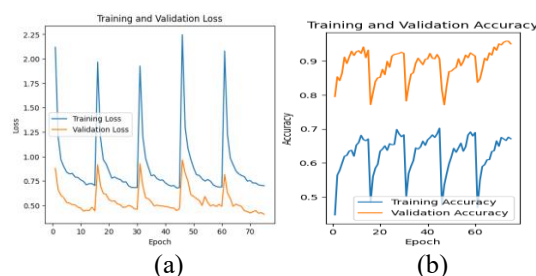 Training and Validation Loss
2.25
2.00
1.75
1.50
1.25
1.00
0.75
0.50
Loss
Training Loss
Validation Loss
0 10 20 30 40 50 60 70
Epoch
(a)
Training and Validation Accuracy
0.9
0.8
0.7
0.6
0.5
Accuracy
Training Accuracy
Validation Accuracy
0 20 40 60
Epoch
(b)